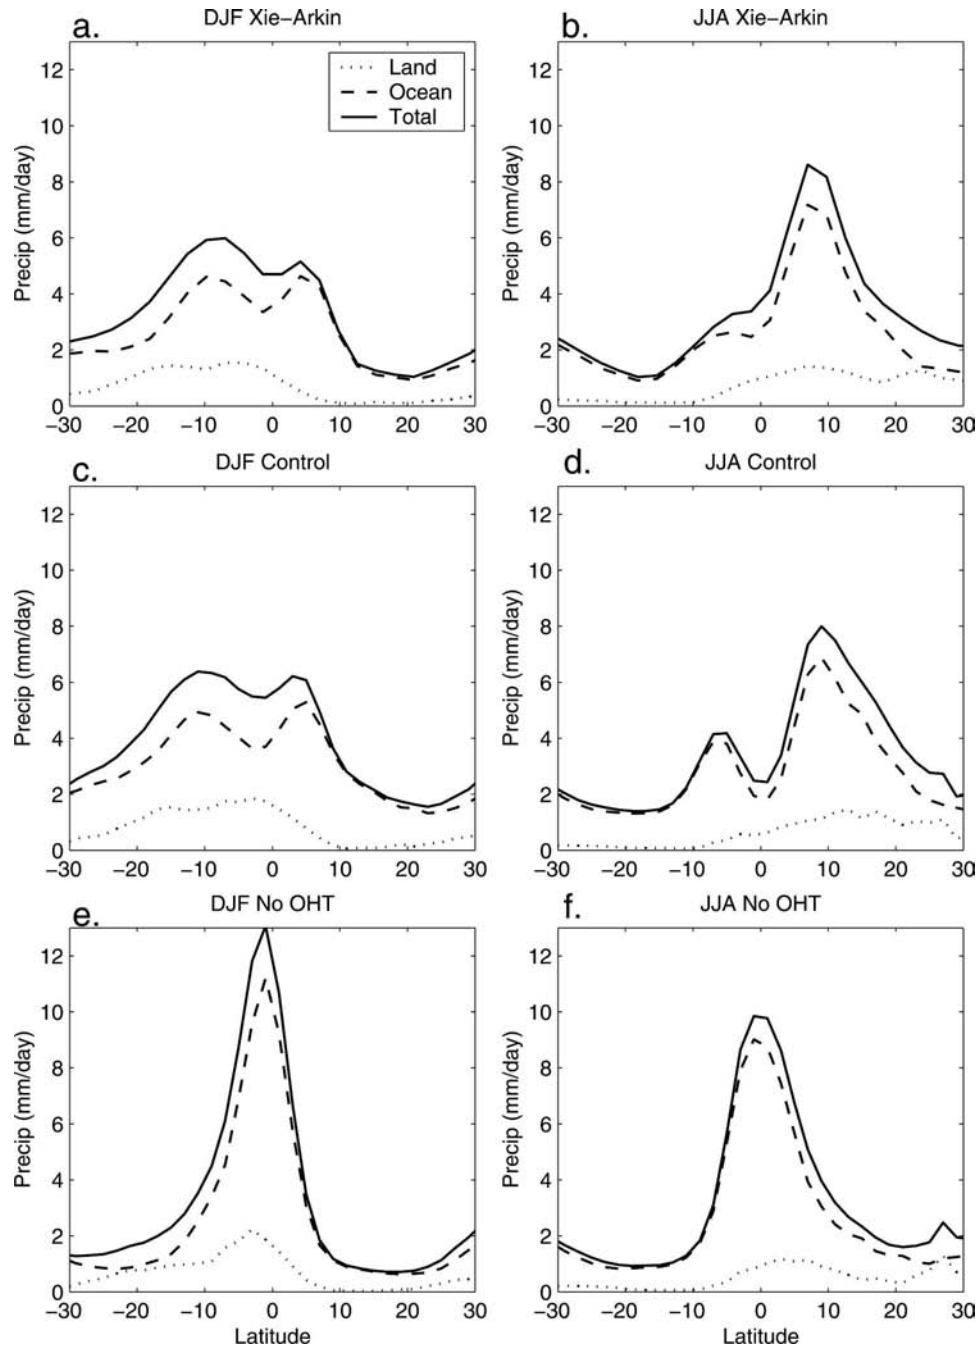 a. DJF Xie−Arkin
Precip (mm/day)
12
10
8
6
4
2
0
−30 −20 −10 0 10 20 30
Land
Ocean
Total
b. JJA Xie−Arkin
Precip (mm/day)
12
10
8
6
4
2
0
−30 −20 −10 0 10 20 30
c. DJF Control
Precip (mm/day)
12
10
8
6
4
2
0
−30 −20 −10 0 10 20 30
d. JJA Control
Precip (mm/day)
12
10
8
6
4
2
0
−30 −20 −10 0 10 20 30
e. DJF No OHT
Precip (mm/day)
12
10
8
6
4
2
0
−30 −20 −10 0 10 20 30
Latitude
f. JJA No OHT
Precip (mm/day)
12
10
8
6
4
2
0
−30 −20 −10 0 10 20 30
Latitude